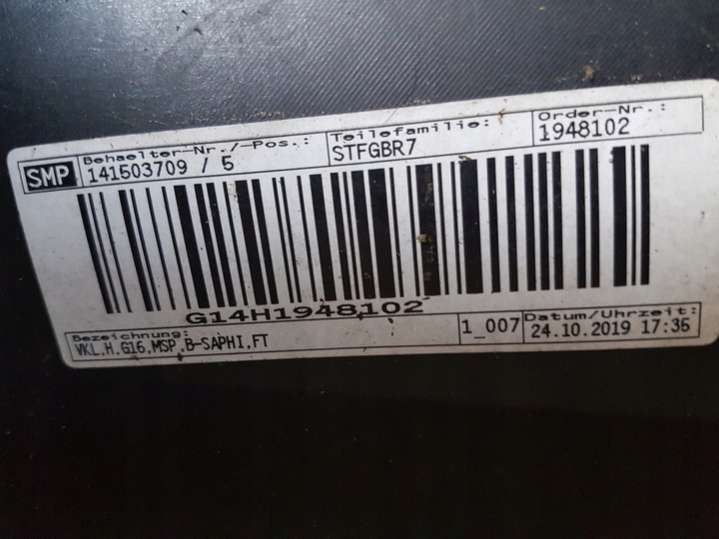 SMP
Behaelter-Nr./-Pos.:
141503709 / 5
Teilefamilie:
STFGBR7
Order-Nr.:
1948102
G14H1948102
Bezeichnung:
VKL.H.G16.MSP.B-SAPHI.FT
1_007
Datum/Uhrzeit:
24.10.2019 17:36